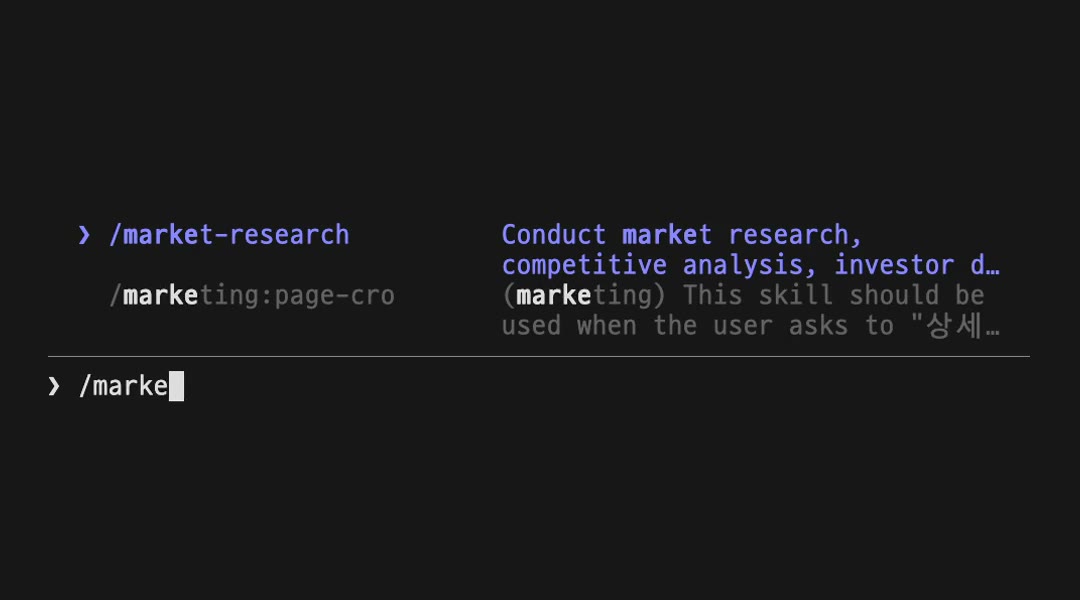 ❯ /market-research Conduct market research,
competitive analysis, investor d…
/marketing:page-cro (marketing) This skill should be
used when the user asks to "상세…
❯ /marke